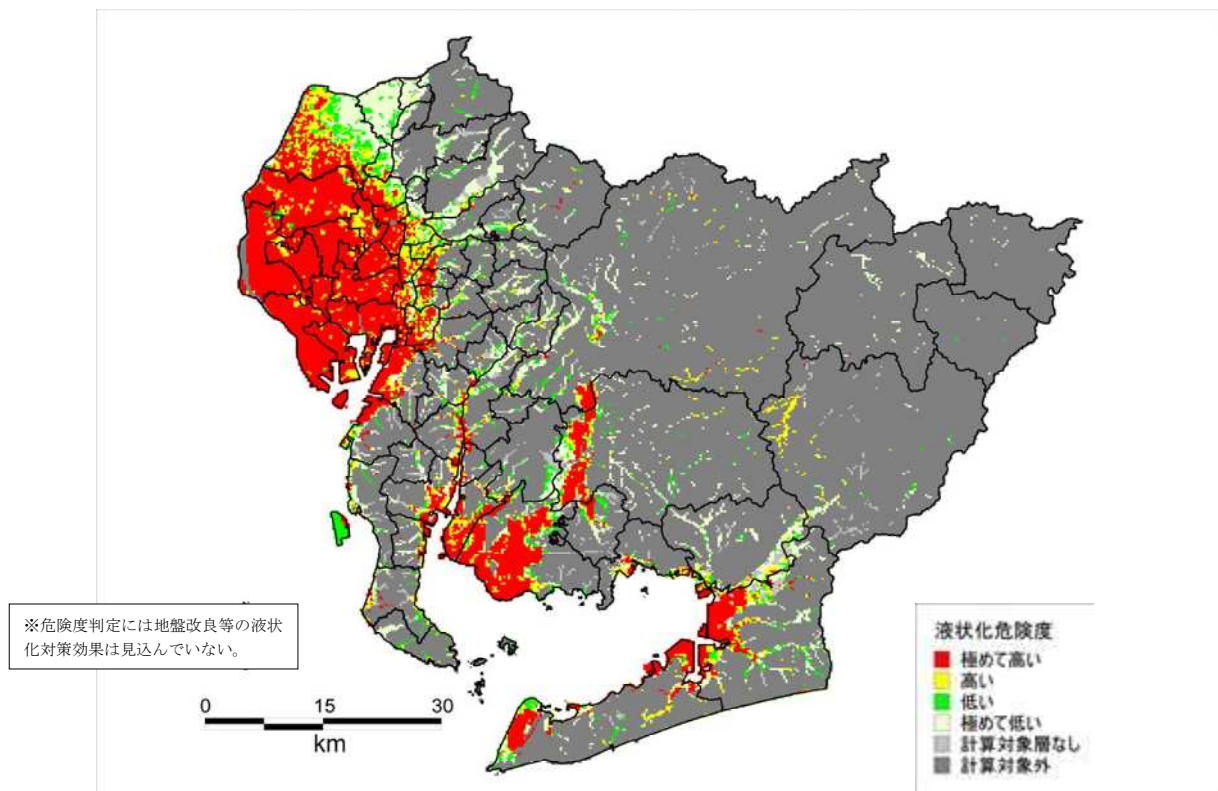 ※危険度判定には地盤改良等の液状
化対策効果は見込んでいない。
0 15 30
km
液状化危険度
極めて高い
高い
低い
極めて低い
計算対象層なし
計算対象外